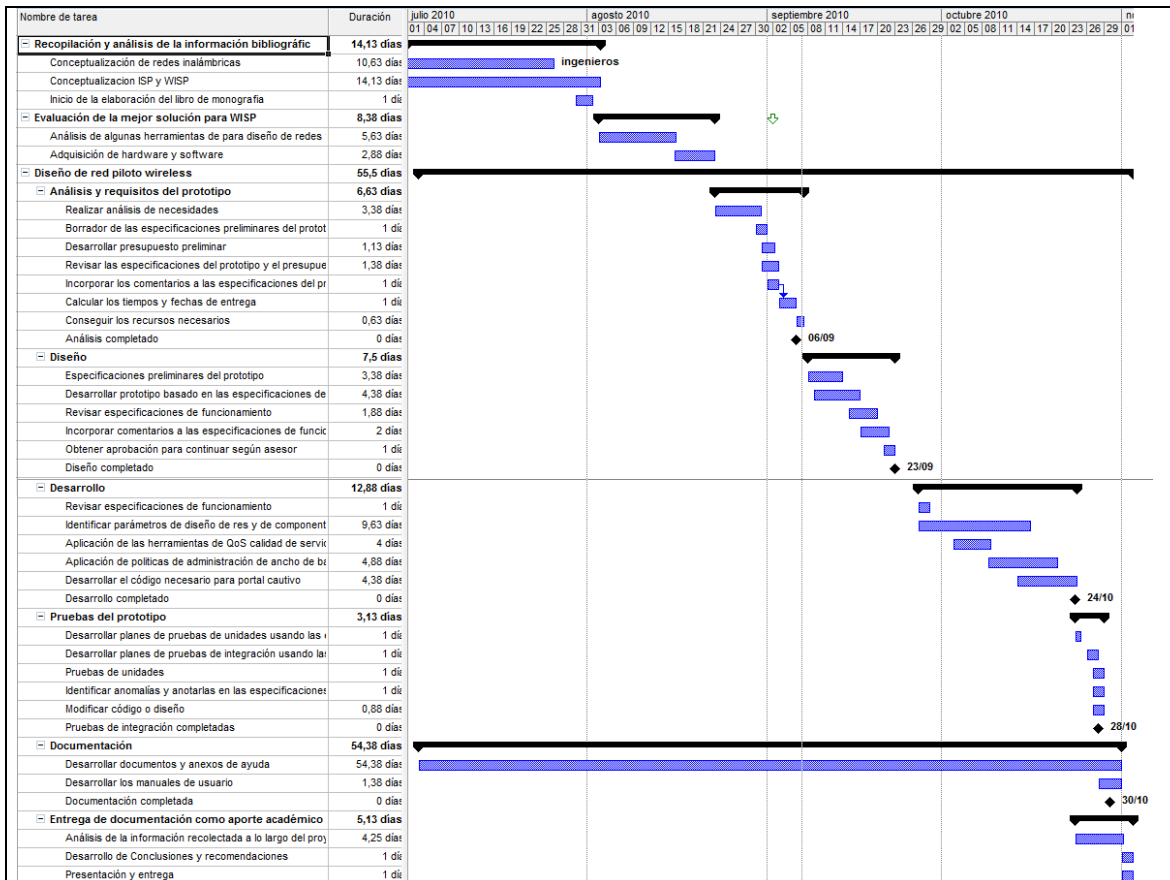 Nombre de tarea Duración julio 2010 agosto 2010 septiembre 2010 octubre 2010
01 04 07 10 13 16 19 22 25 28 31 03 06 09 12 15 18 21 24 27 30 02 05 08 11 14 17 20 23 26 29 02 05 08 11 14 17 20 23 26 29 01
Recopilación y análisis de la información bibliográfic 14,13 días
Conceptualización de redes inalámbricas 10,63 días ingenieros
Conceptualizacion ISP y WISP 14,13 días
Inicio de la elaboración del libro de monografia 1 día
Evaluación de la mejor solución para WISP 8,38 días
Análisis de algunas herramientas de para diseño de redes 5,63 días
Adquisición de hardware y software 2,88 días
Diseño de red piloto wireless 55,5 días
Análisis y requisitos del prototipo 6,63 días
Realizar análisis de necesidades 3,38 días
Borrador de las especificaciones preliminares del protot 1 día
Desarrollar presupuesto preliminar 1,13 días
Revisar las especificaciones del prototipo y el presupue 1,38 días
Incorporar los comentarios a las especificaciones del pr 1 día
Calcular los tiempos y fechas de entrega 1 día
Conseguir los recursos necesarios 0,63 días
Análisis completado 0 días 06/09
Diseño 7,5 días
Especificaciones preliminares del prototipo 3,38 días
Desarrollar prototipo basado en las especificaciones de 4,38 días
Revisar especificaciones de funcionamiento 1,88 días
Incorporar comentarios a las especificaciones de funcio 2 días
Obtener aprobación para continuar según asesor 1 día
Diseño completado 0 días 23/09
Desarrollo 12,88 días
Revisar especificaciones de funcionamiento 1 día
Identificar parámetros de diseño de res y de component 9,63 días
Aplicación de las herramientas de QoS calidad de servic 4 días
Aplicación de politicas de administración de ancho de ba 4,88 días
Desarrollar el código necesario para portal cautivo 4,38 días
Desarrollo completado 0 días 24/10
Pruebas del prototipo 3,13 días
Desarrollar planes de pruebas de unidades usando las 1 día
Desarrollar planes de pruebas de integración usando las 1 día
Pruebas de unidades 1 día
Identificar anomalías y anotarlas en las especificaciones 1 día
Modificar código o diseño 0,88 días
Pruebas de integración completadas 0 días 28/10
Documentación 54,38 días
Desarrollar documentos y anexos de ayuda 54,38 días
Desarrollar los manuales de usuario 1,38 días
Documentación completada 0 días 30/10
Entrega de documentación como aporte académico 5,13 días
Análisis de la información recolectada a lo largo del proy 4,25 días
Desarrollo de Conclusiones y recomendaciones 1 día
Presentación y entrega 1 día